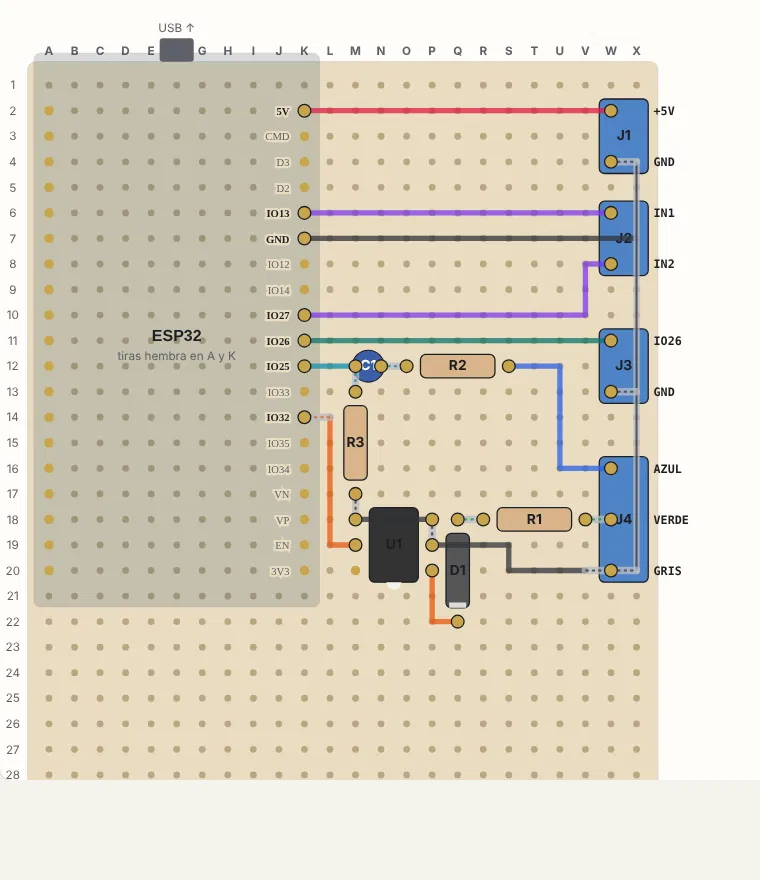 USB ↑
A B C D E G H I J K L M N O P Q R S T U V W X
1
2 5V +5V
3 CMD J1
4 D3 GND
5 D2
6 IO13 IN1
7 GND J2
8 IO12 IN2
9 IO14
10 IO27
ESP32
11 IO26 IO26
tiras hembra en A y K
12 IO25 C1 R2 J3
13 IO33 GND
14 IO32
15 IO35 R3
16 IO34 AZUL
17 VN
18 VP R1 J4 VERDE
19 EN U1
20 3V3 D1 GRIS
21
22
23
24
25
26
27
28